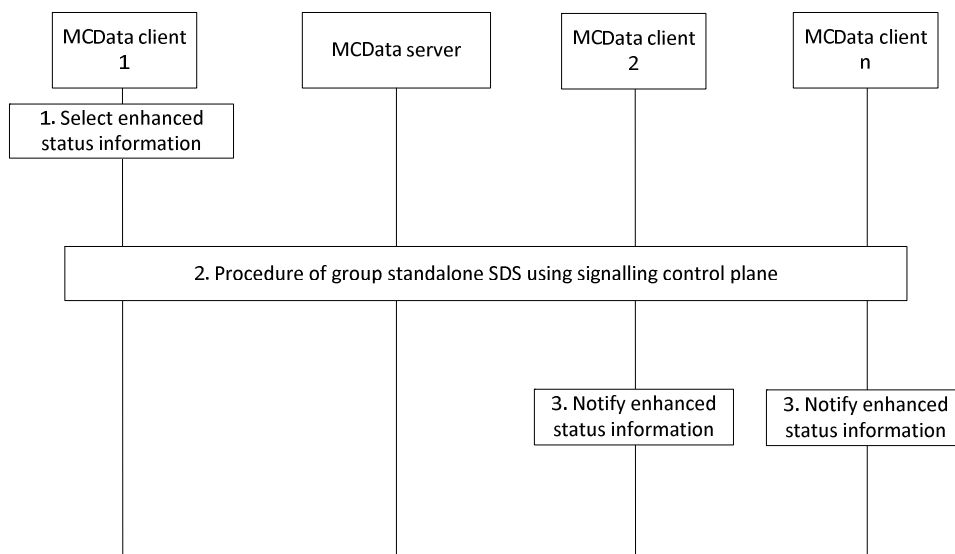 MCData client
1
MCData server
MCData client
2
MCData client
n
1. Select enhanced
status information
2. Procedure of group standalone SDS using signalling control plane
3. Notify enhanced
status information
3. Notify enhanced
status information